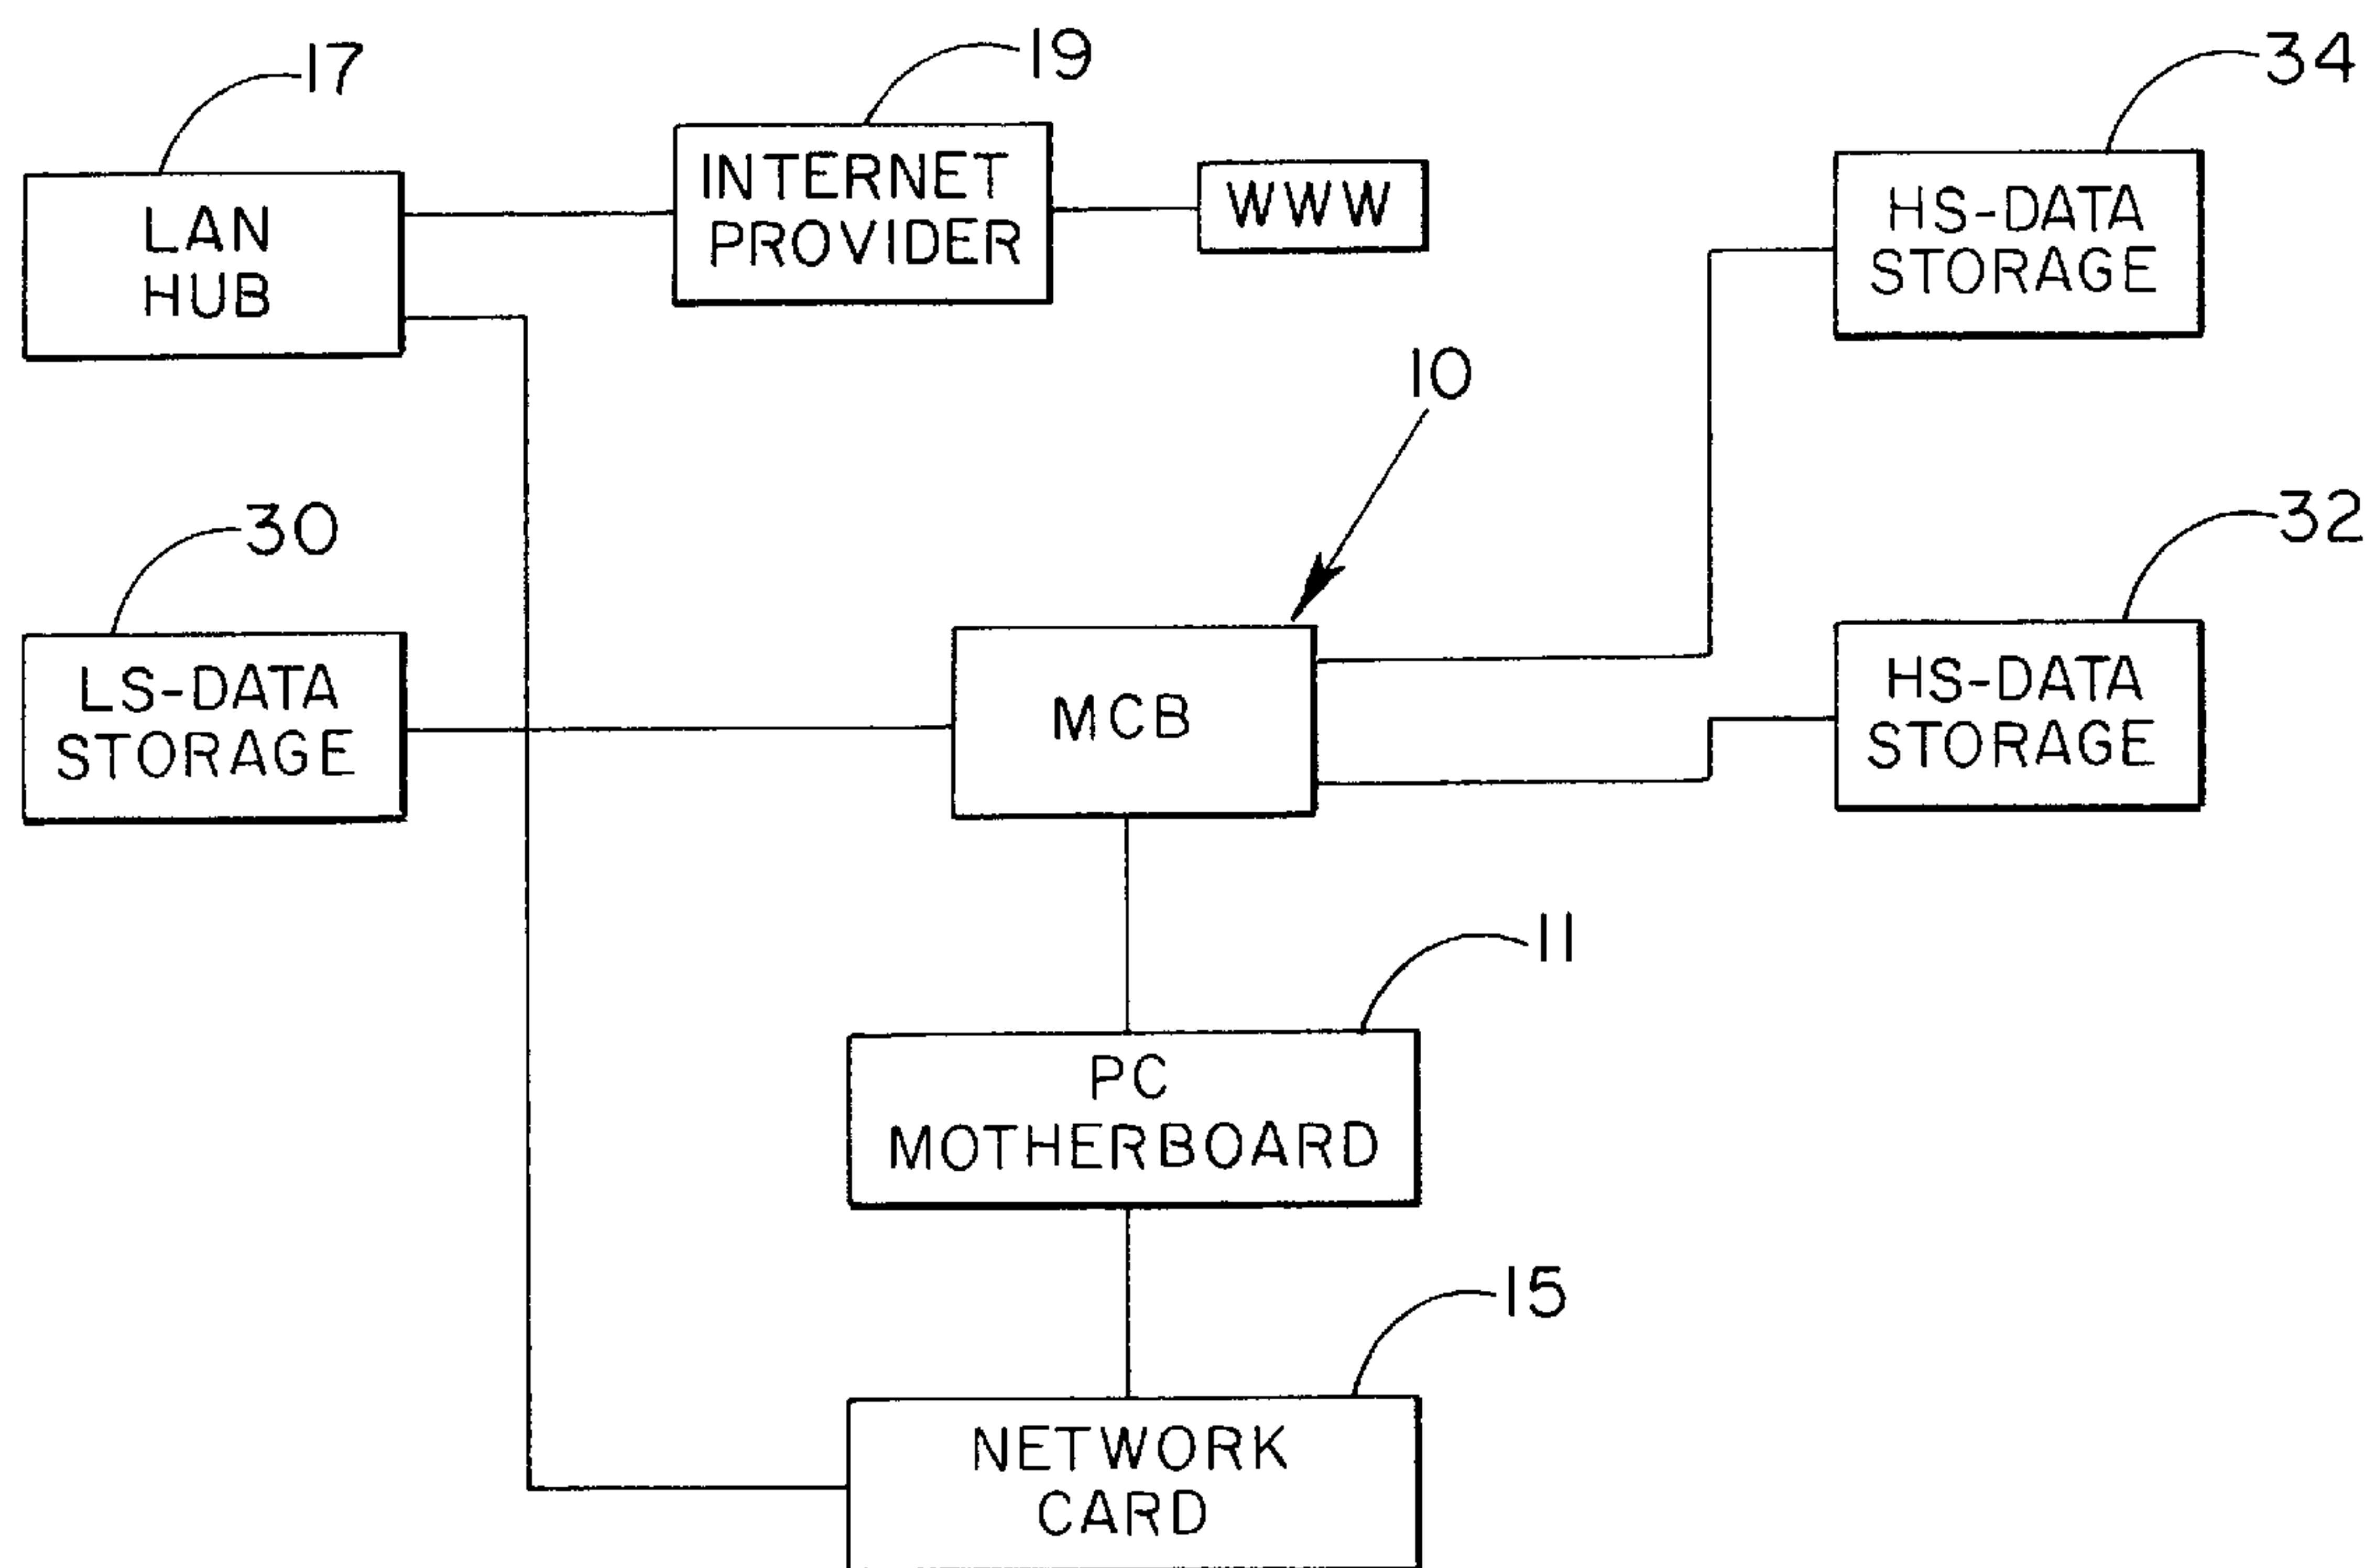 17
19
34
LAN
HUB
INTERNET
PROVIDER
WWW
HS-DATA
STORAGE
10
30
32
LS-DATA
STORAGE
MCB
HS-DATA
STORAGE
11
PC
MOTHERBOARD
15
NETWORK
CARD